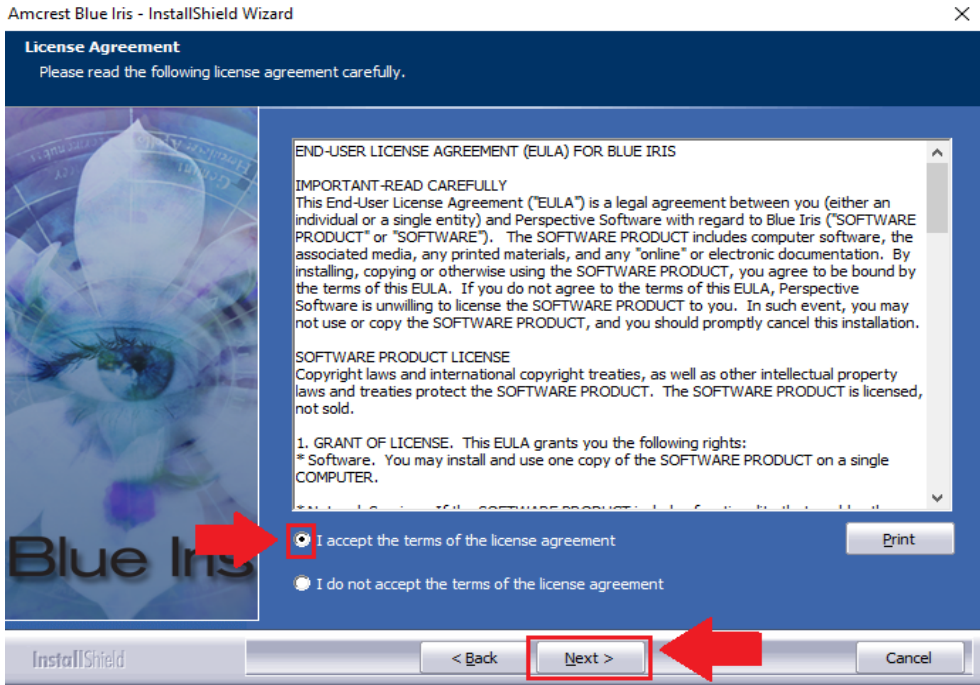 Amcrest Blue Iris - InstallShield Wizard
License Agreement
Please read the following license agreement carefully.
END-USER LICENSE AGREEMENT (EULA) FOR BLUE IRIS
IMPORTANT-READ CAREFULLY
This End-User License Agreement ("EULA") is a legal agreement between you (either an
individual or a single entity) and Perspective Software with regard to Blue Iris ("SOFTWARE
PRODUCT" or "SOFTWARE").   The SOFTWARE PRODUCT includes computer software, the
associated media, any printed materials, and any "online" or electronic documentation.  By
installing, copying or otherwise using the SOFTWARE PRODUCT, you agree to be bound by
the terms of this EULA.  If you do not agree to the terms of this EULA, Perspective
Software is unwilling to license the SOFTWARE PRODUCT to you.  In such event, you may
not use or copy the SOFTWARE PRODUCT, and you should promptly cancel this installation.
SOFTWARE PRODUCT LICENSE
Copyright laws and international copyright treaties, as well as other intellectual property
laws and treaties protect the SOFTWARE PRODUCT.  The SOFTWARE PRODUCT is licensed,
not sold.
1. GRANT OF LICENSE.  This EULA grants you the following rights:
* Software.  You may install and use one copy of the SOFTWARE PRODUCT on a single
COMPUTER.
I accept the terms of the license agreement
Print
Blue Iris
I do not accept the terms of the license agreement
InstallShield
< Back
Next >
Cancel